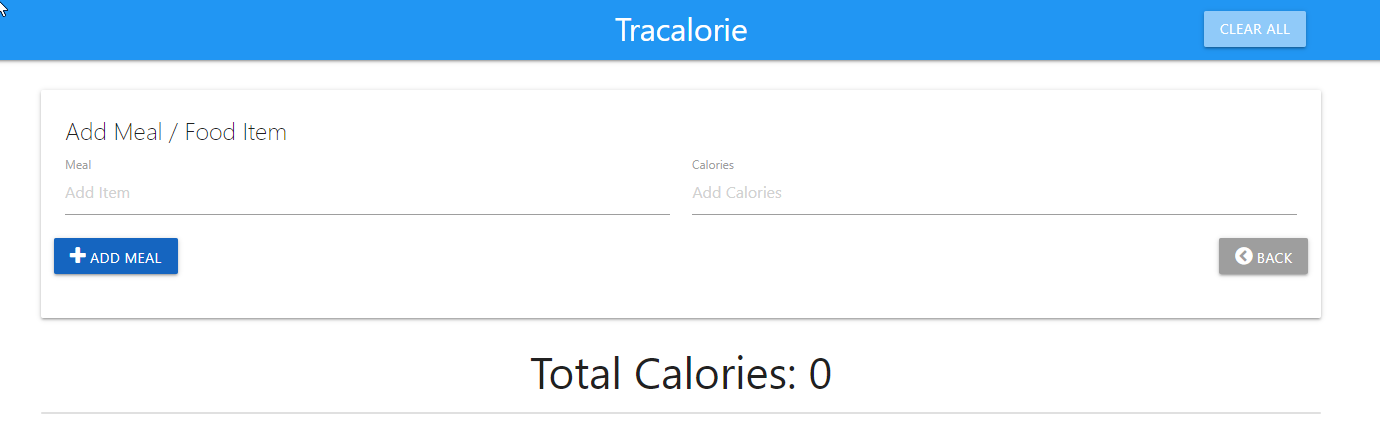 Tracalorie
CLEAR ALL
Add Meal / Food Item
Meal
Calories
Add Item
Add Calories
ADD MEAL
BACK
Total Calories: 0